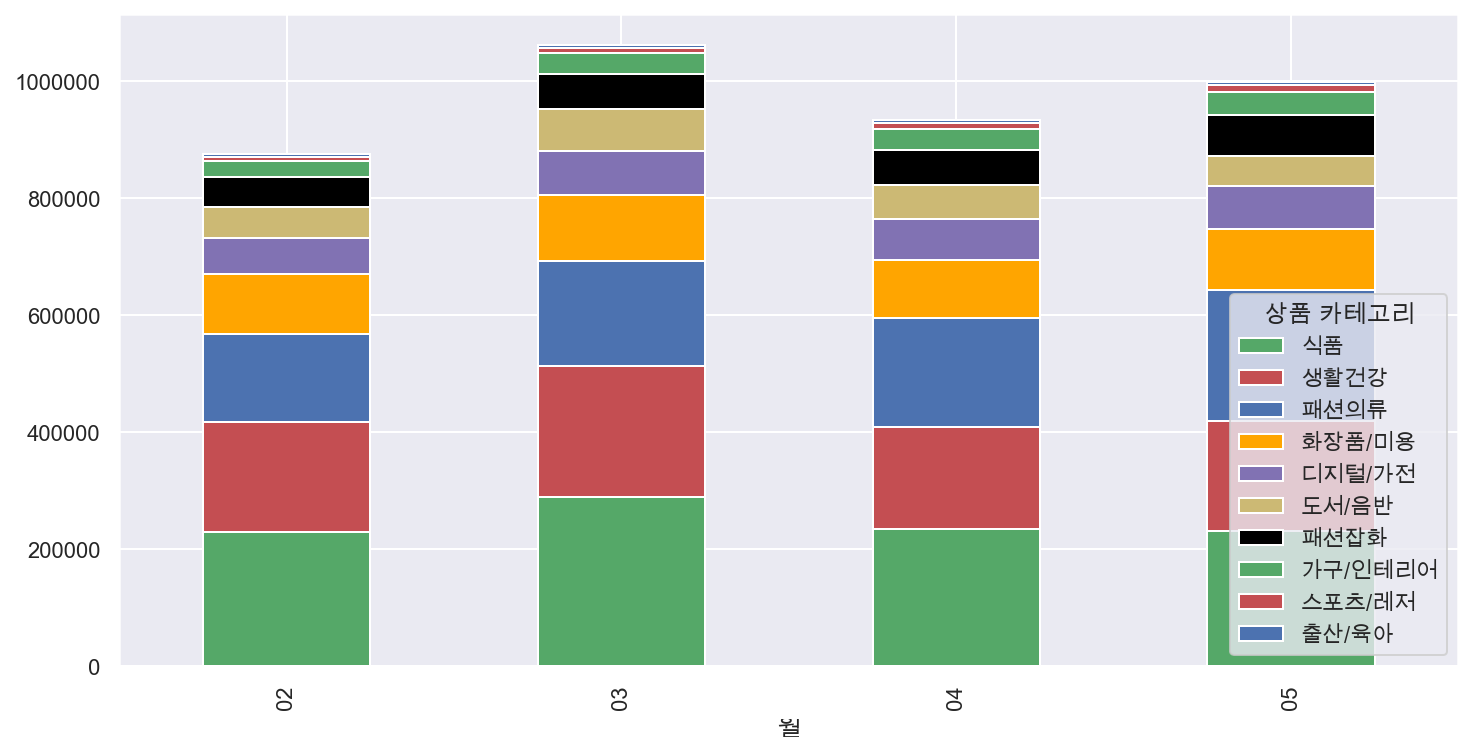 1000000
800000
600000
400000
200000
0
02
03
04
05
월
상품 카테고리
식품
생활건강
패션의류
화장품/미용
디지털/가전
도서/음반
패션잡화
가구/인테리어
스포츠/레저
출산/육아